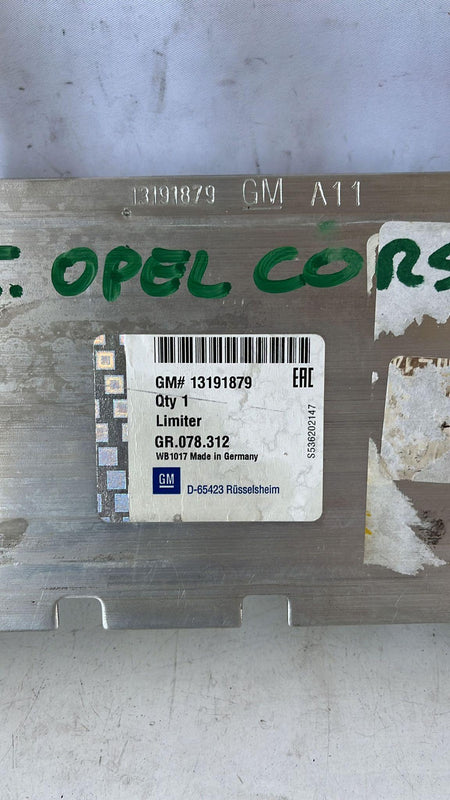 13191879 GM A11
. OPEL CORS
GM# 13191879
EAC
Qty 1
Limiter
GR.078.312
WB1017 Made in Germany
S536202147
GM
D-65423 Rüsselsheim